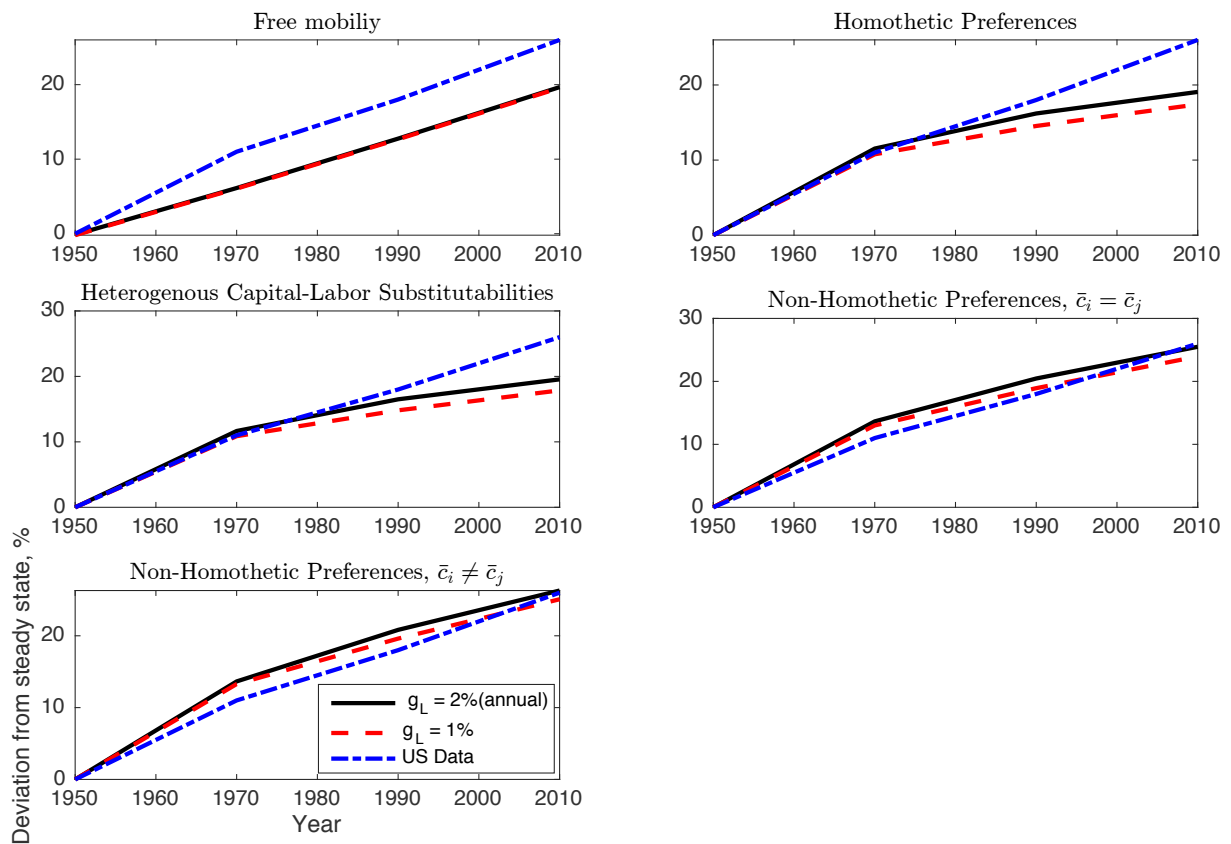 Free mobiliy
20
10
0
1950 1960 1970 1980 1990 2000 2010
Homothetic Preferences
20
10
0
1950 1960 1970 1980 1990 2000 2010
Heterogenous Capital-Labor Substitutabilities
30
20
10
0
1950 1960 1970 1980 1990 2000 2010
Non-Homothetic Preferences, c̄ᵢ = c̄ⱼ
30
20
10
0
1950 1960 1970 1980 1990 2000 2010
Deviation from steady state, %
Non-Homothetic Preferences, c̄ᵢ ≠ c̄ⱼ
20
10
0
1950 1960 1970 1980 1990 2000 2010
Year
g_L = 2%(annual)
g_L = 1%
US Data